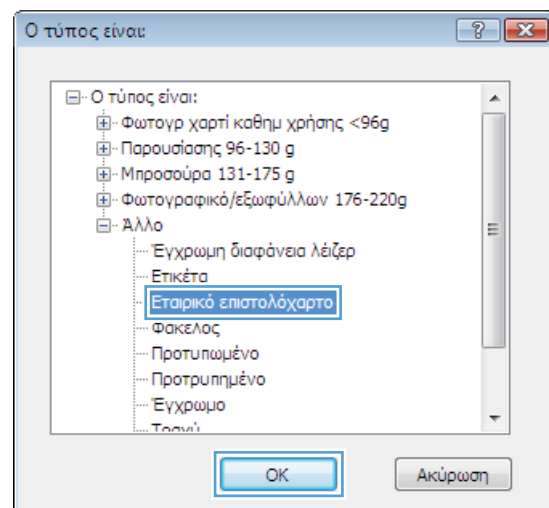 Ο τύπος είναι:
Ο τύπος είναι:
Φωτογρ χαρτί καθημ χρήσης <96g
Παρουσίασης 96-130 g
Μπροσούρα 131-175 g
Φωτογραφικό/εξωφύλλων 176-220g
Άλλο
Έγχρωμη διαφάνεια λέιζερ
Ετικέτα
Εταιρικό επιστολόχαρτο
Φακελος
Προτυπωμένο
Προτρυπημένο
Έγχρωμο
OK Ακύρωση